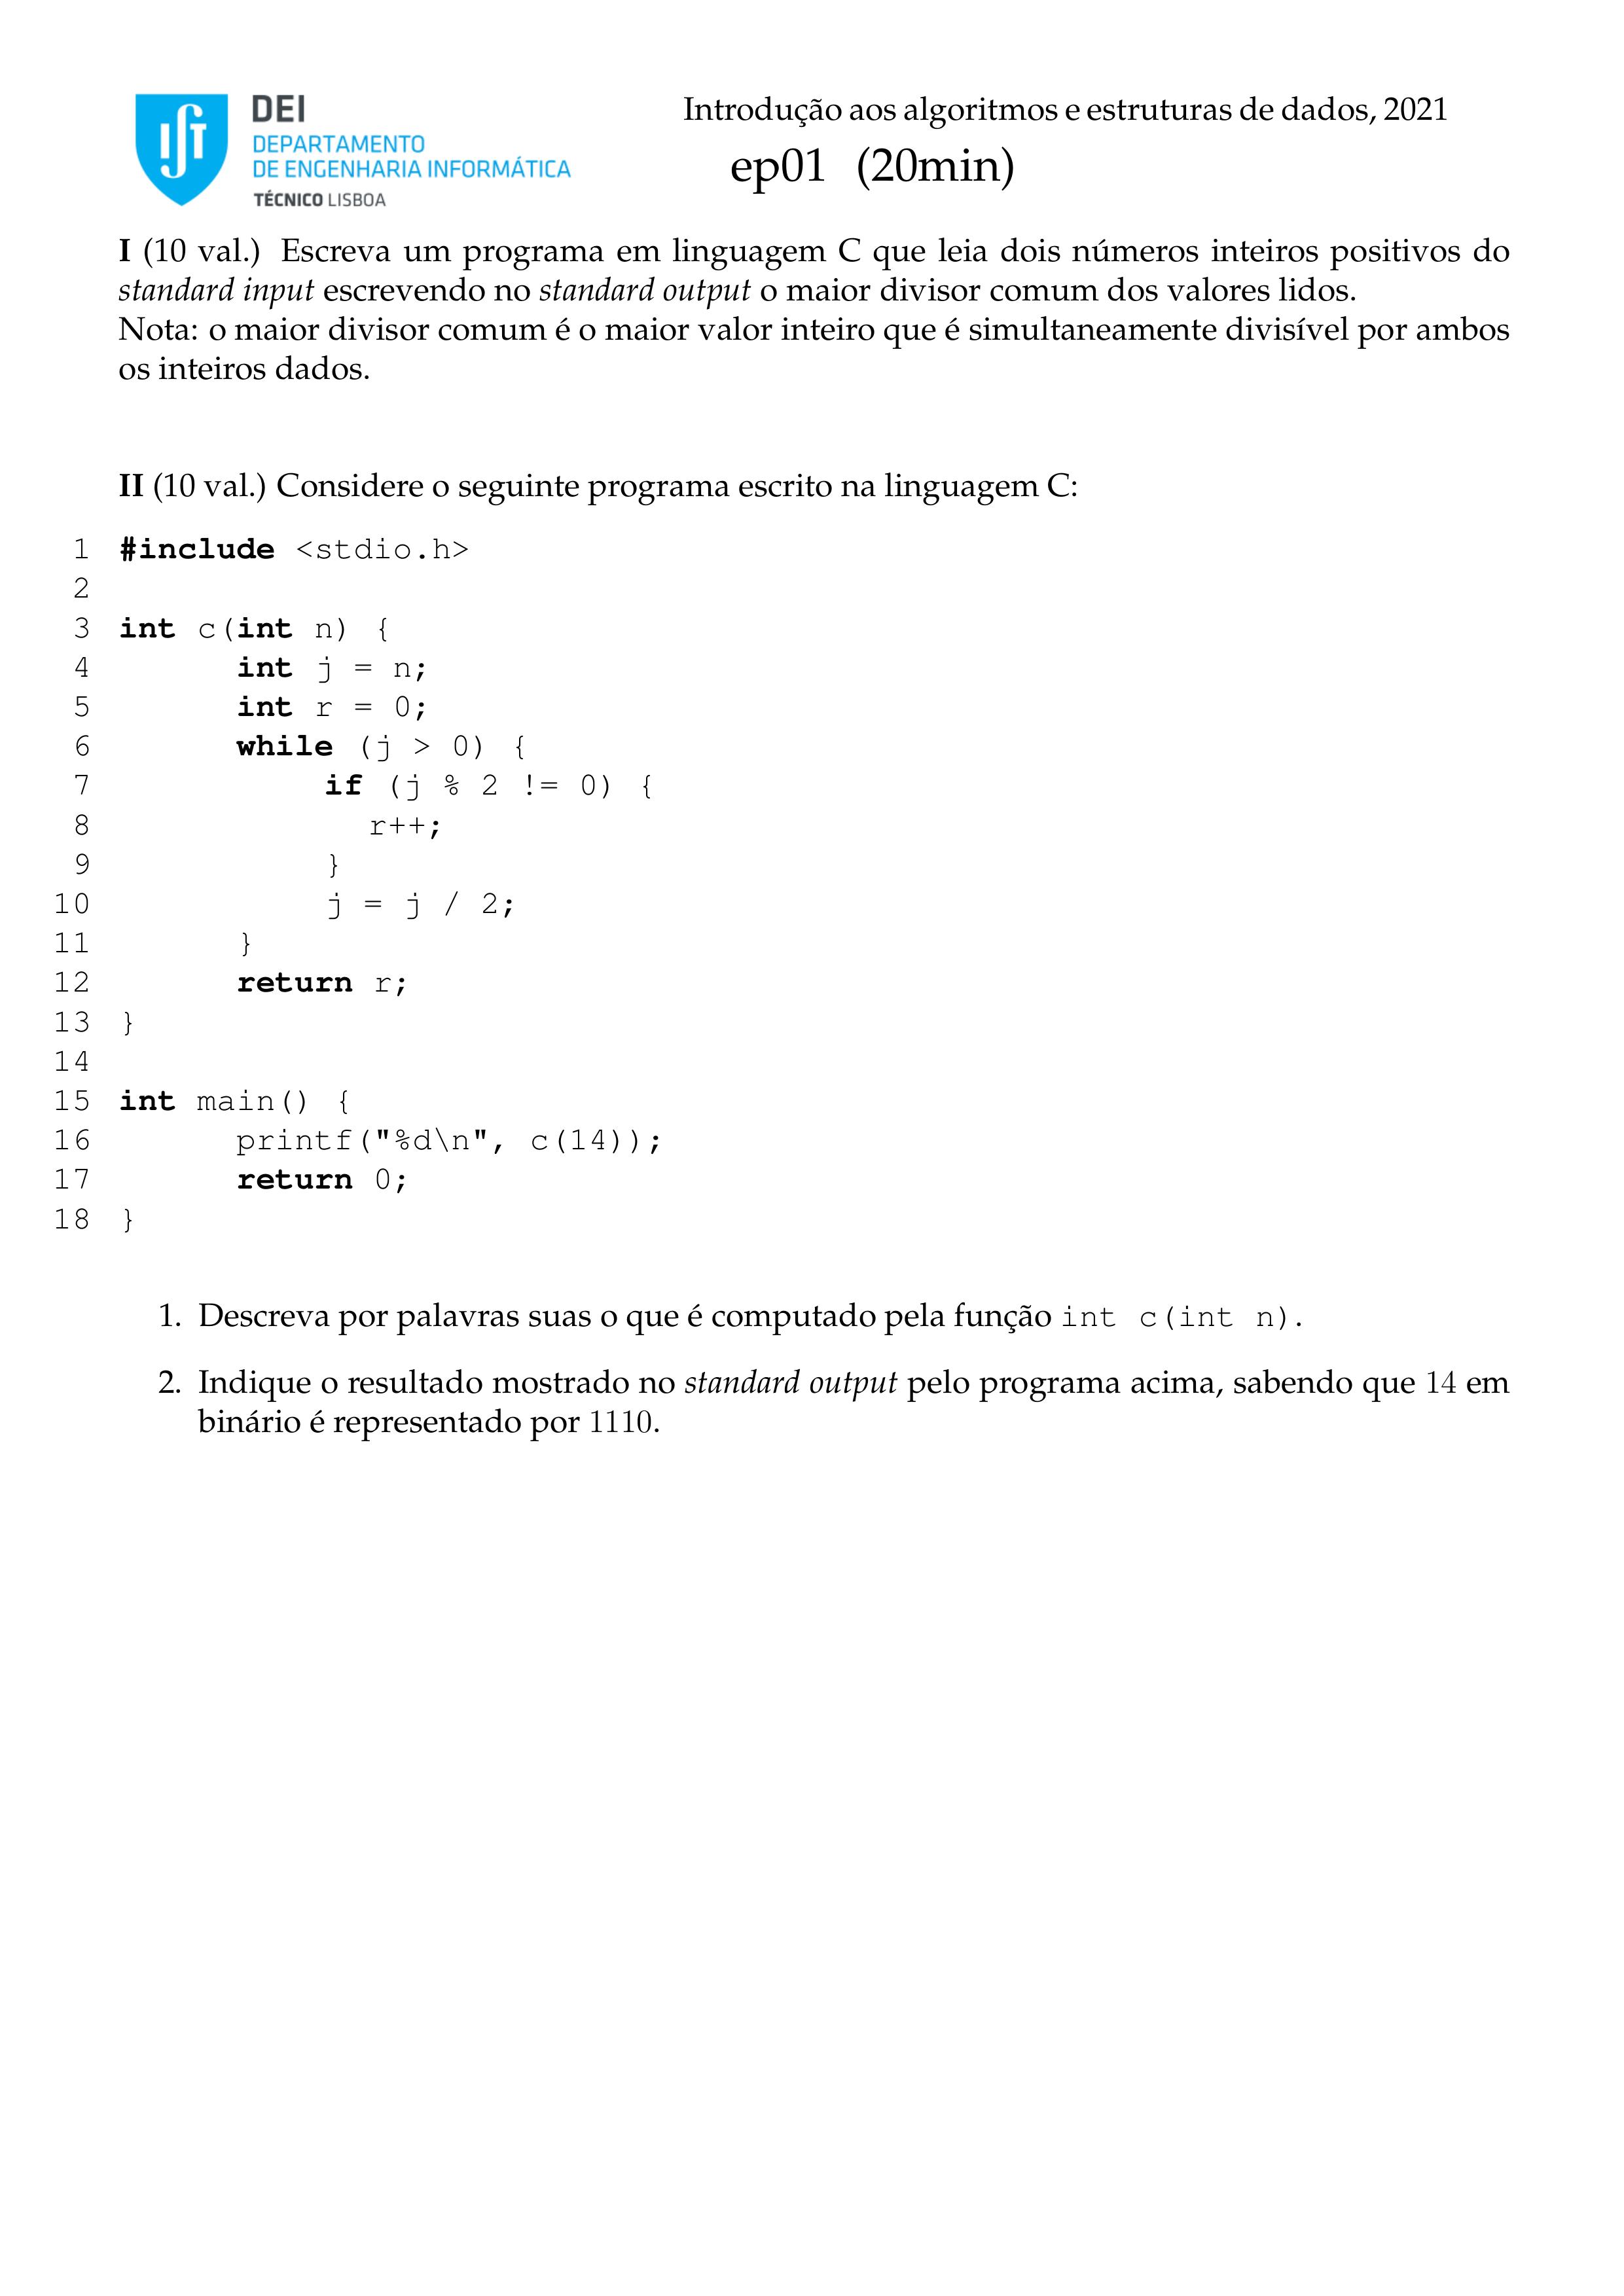 DEI
DEPARTAMENTO
DE ENGENHARIA INFORMÁTICA
TÉCNICO LISBOA
Introdução aos algoritmos e estruturas de dados, 2021
ep01 (20min)
I (10 val.) Escreva um programa em linguagem C que leia dois números inteiros positivos do
standard input escrevendo no standard output o maior divisor comum dos valores lidos.
Nota: o maior divisor comum é o maior valor inteiro que é simultaneamente divisível por ambos
os inteiros dados.
II (10 val.) Considere o seguinte programa escrito na linguagem C:
1 #include <stdio.h>
2
3 int c(int n) {
4 int j = n;
5 int r = 0;
6 while (j > 0) {
7 if (j % 2 != 0) {
8 r++;
9 }
10 j = j / 2;
11 }
12 return r;
13 }
14
15 int main() {
16 printf("%d\n", c(14));
17 return 0;
18 }
1. Descreva por palavras suas o que é computado pela função int c(int n).
2. Indique o resultado mostrado no standard output pelo programa acima, sabendo que 14 em
binário é representado por 1110.